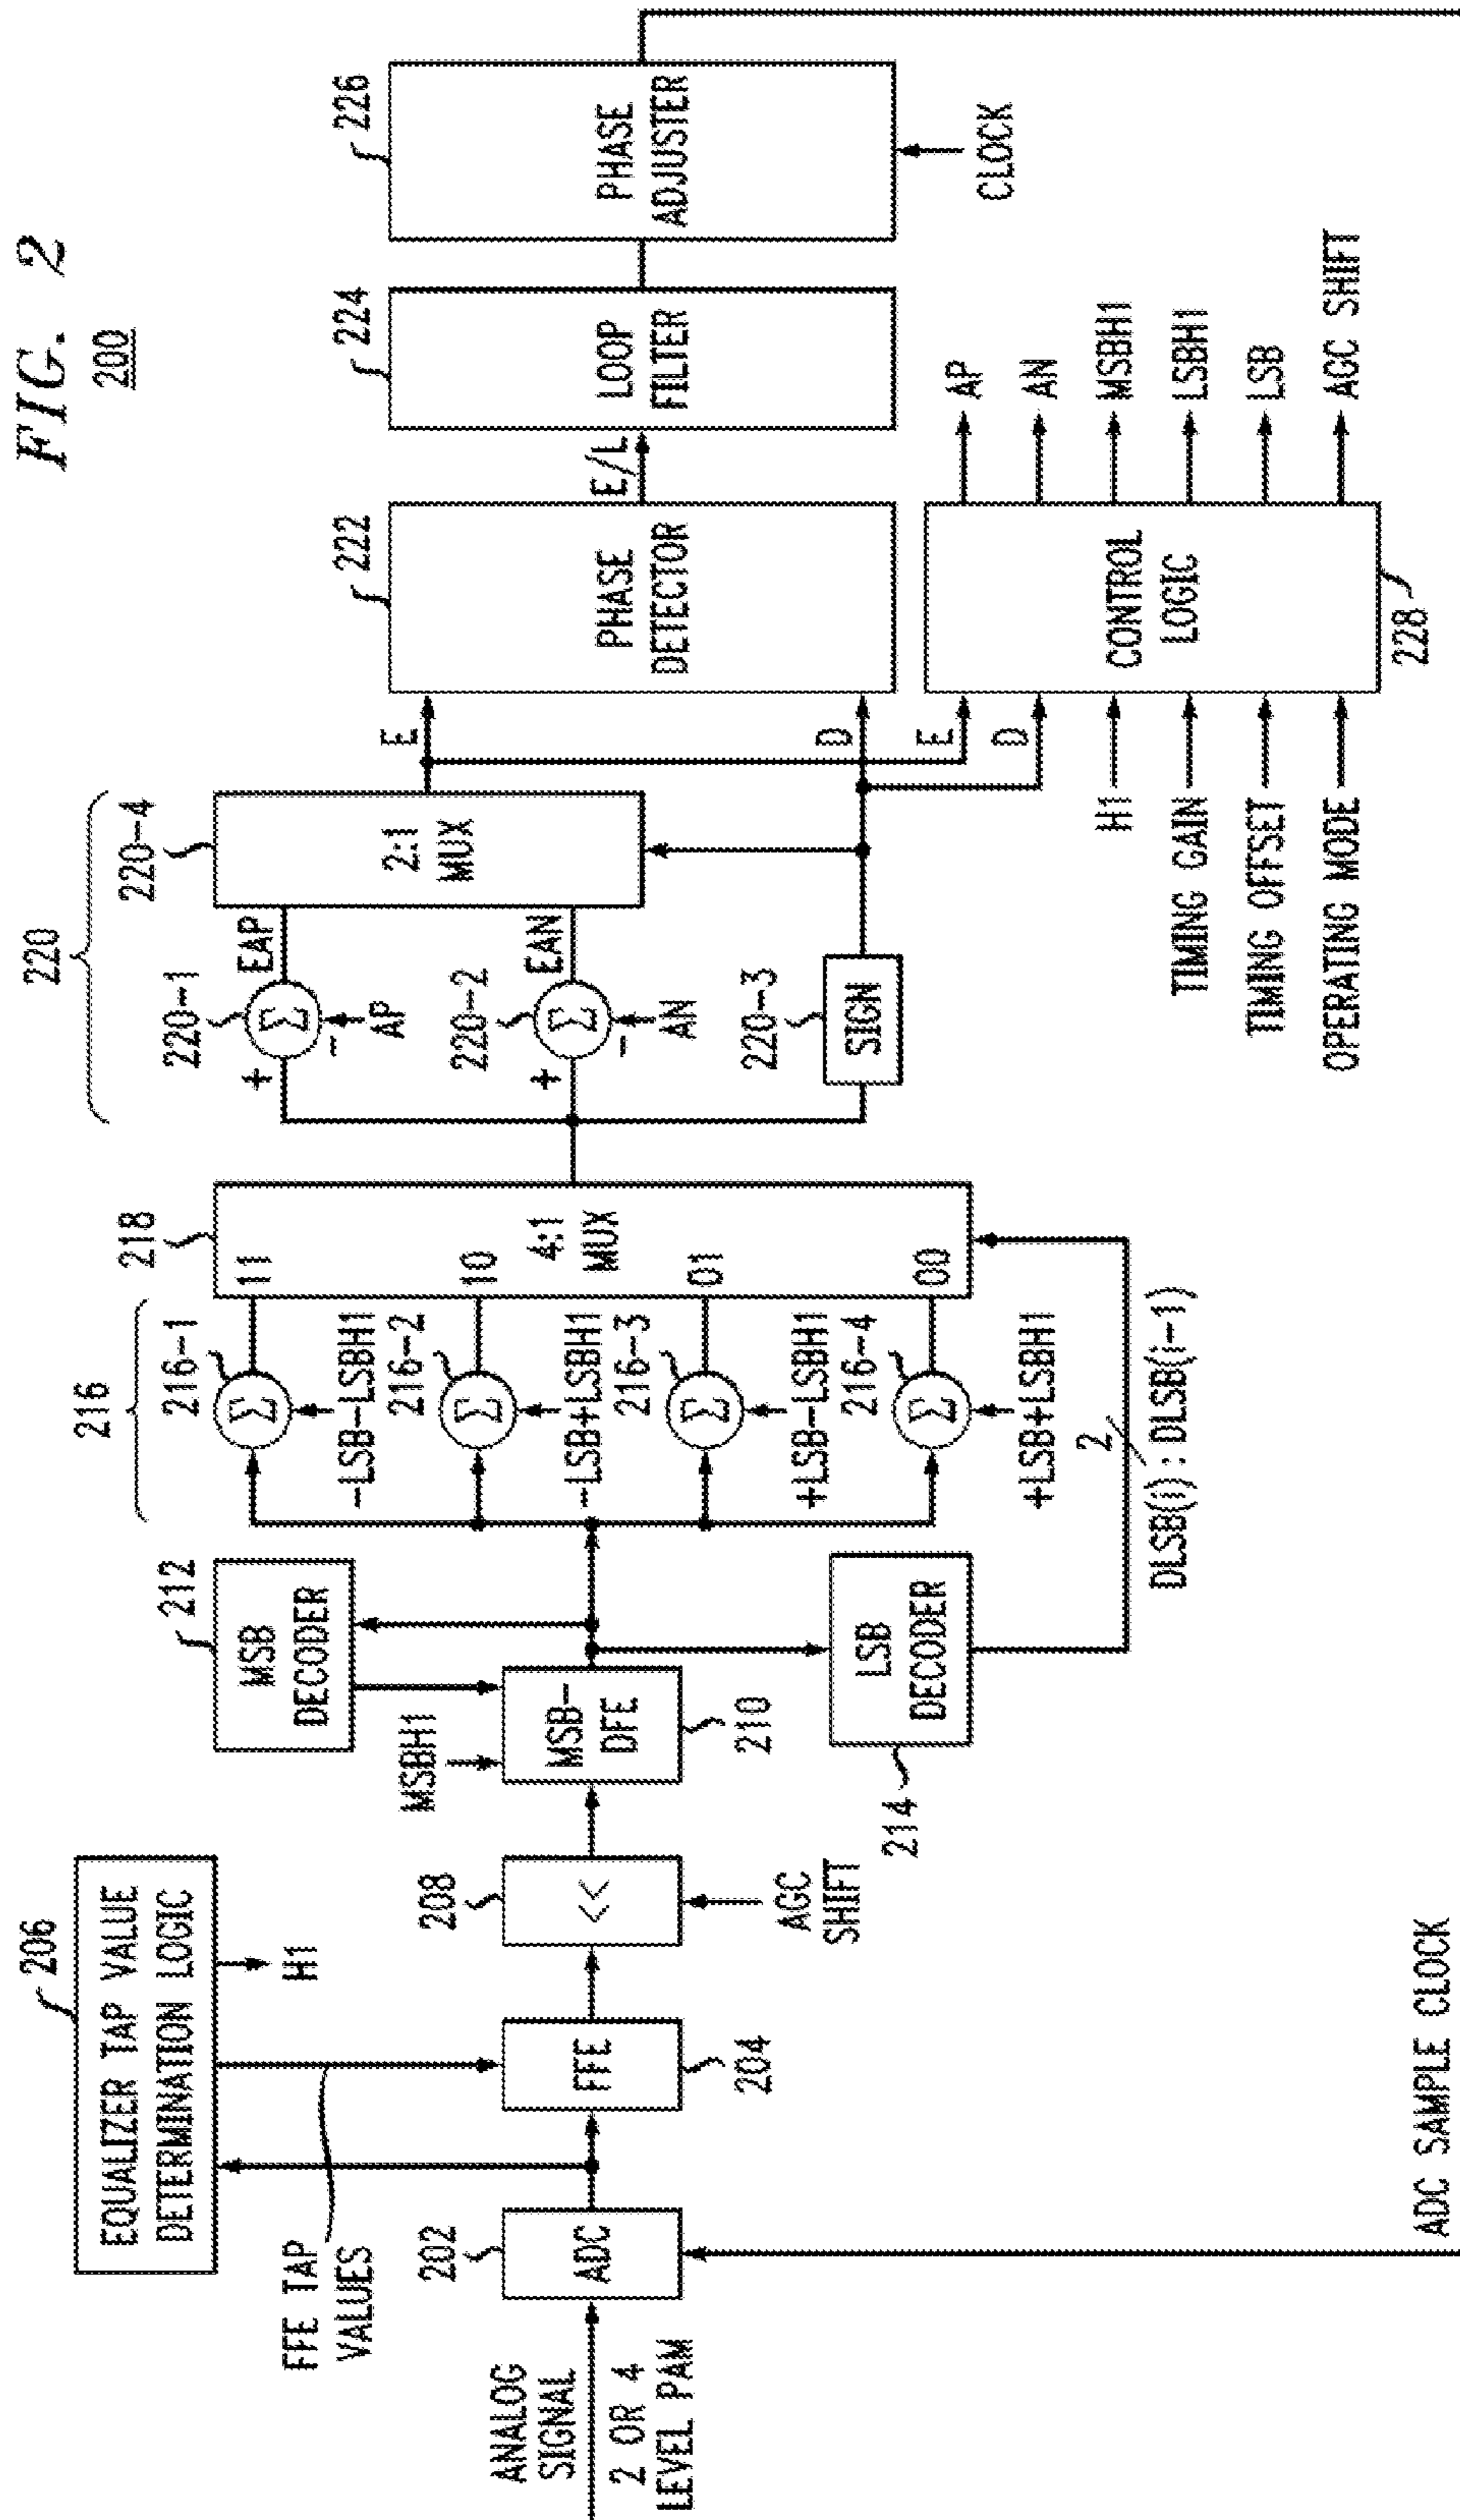 FIG. 2
200
206
EQUALIZER TAP VALUE
DETERMINATION LOGIC
FFE TAP
VALUES
H1
ANALOG
SIGNAL
2 OR 4
LEVEL PAM
202
ADC
FFE
204
208
<<
AGC
SHIFT
MSBH1
212
MSB
DECODER
MSB-
DFE
210
LSB
DECODER
214
216
216-1
Σ
-LSB-LSBH1
216-2
Σ
-LSB+LSBH1
216-3
Σ
+LSB-LSBH1
216-4
Σ
+LSB+LSBH1
2
DLSB(i):DLSB(i-1)
218
11
10
4:1
MUX
01
00
220
220-1
+
Σ
-
AP
EAP
220-2
+
Σ
-
AN
EAN
220-3
SIGN
220-4
2:1
MUX
E
D
E
D
222
PHASE
DETECTOR
E/L
224
LOOP
FILTER
226
PHASE
ADJUSTER
CLOCK
H1
TIMING GAIN
TIMING OFFSET
OPERATING MODE
CONTROL
LOGIC
228
AP
AN
MSBH1
LSBH1
LSB
AGC SHIFT
ADC SAMPLE CLOCK